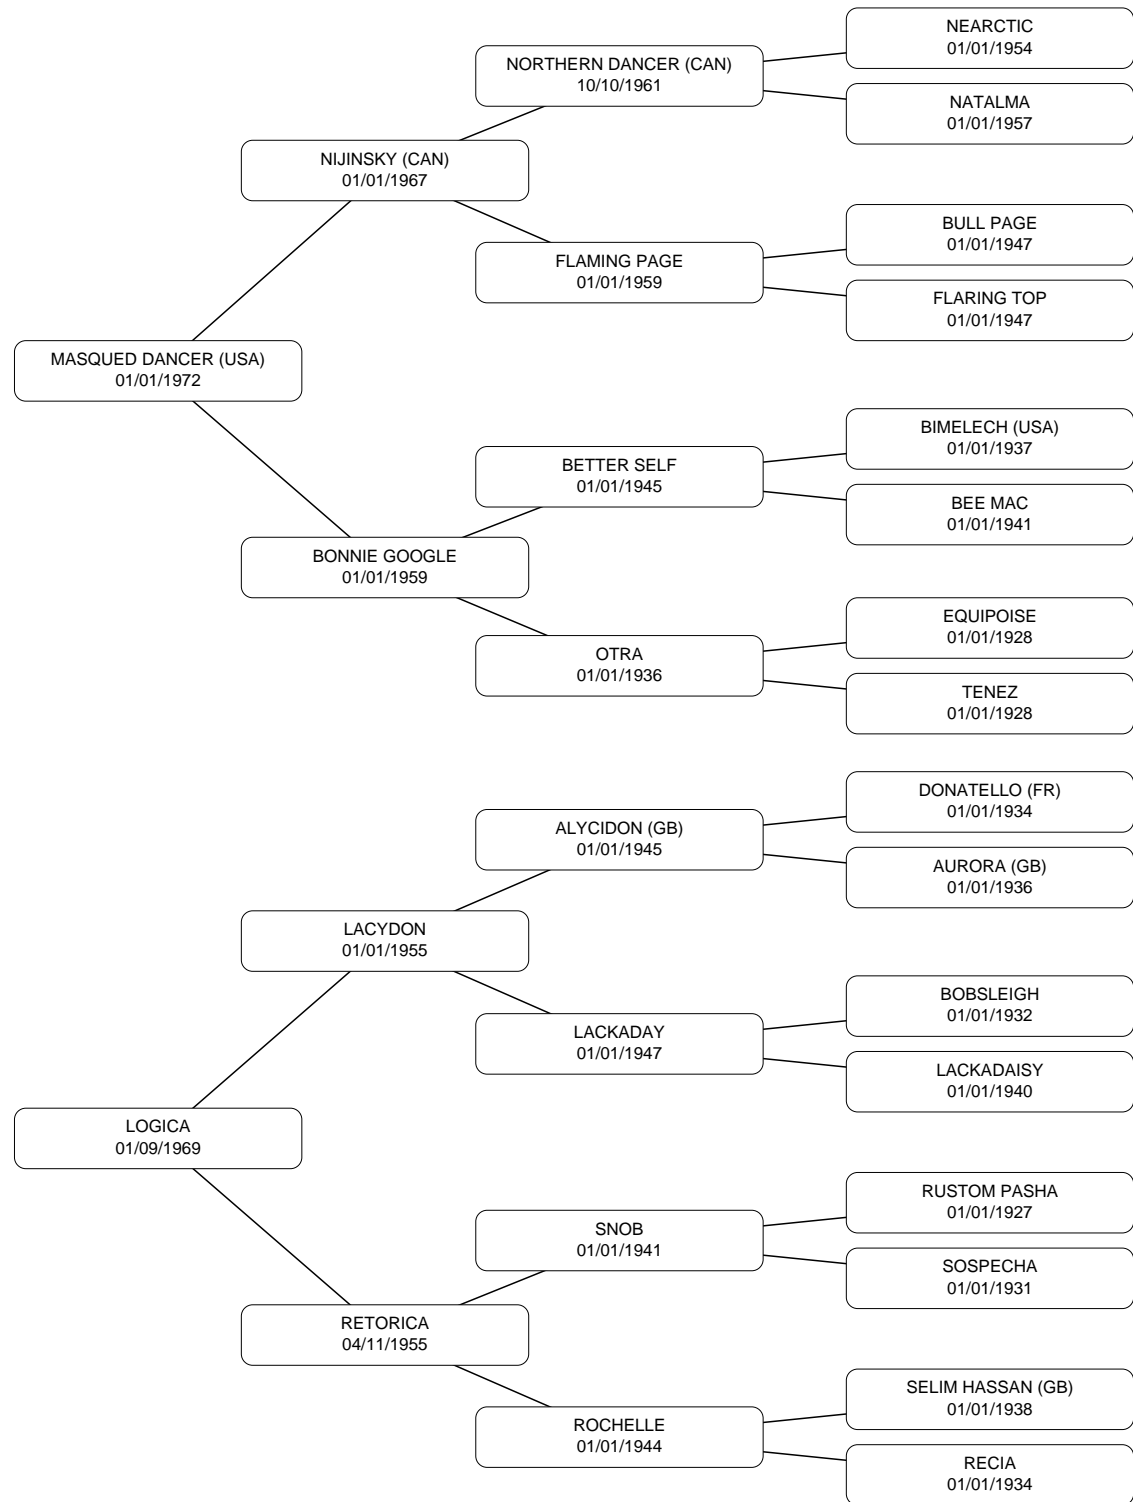 NEARCTIC
01/01/1954
NORTHERN DANCER (CAN)
10/10/1961
NATALMA
01/01/1957
NIJINSKY (CAN)
01/01/1967
BULL PAGE
01/01/1947
FLAMING PAGE
01/01/1959
FLARING TOP
01/01/1947
MASQUED DANCER (USA)
01/01/1972
BIMELECH (USA)
01/01/1937
BETTER SELF
01/01/1945
BEE MAC
01/01/1941
BONNIE GOOGLE
01/01/1959
EQUIPOISE
01/01/1928
OTRA
01/01/1936
TENEZ
01/01/1928
DONATELLO (FR)
01/01/1934
ALYCIDON (GB)
01/01/1945
AURORA (GB)
01/01/1936
LACYDON
01/01/1955
BOBSLEIGH
01/01/1932
LACKADAY
01/01/1947
LACKADAISY
01/01/1940
LOGICA
01/09/1969
RUSTOM PASHA
01/01/1927
SNOB
01/01/1941
SOSPECHA
01/01/1931
RETORICA
04/11/1955
SELIM HASSAN (GB)
01/01/1938
ROCHELLE
01/01/1944
RECIA
01/01/1934